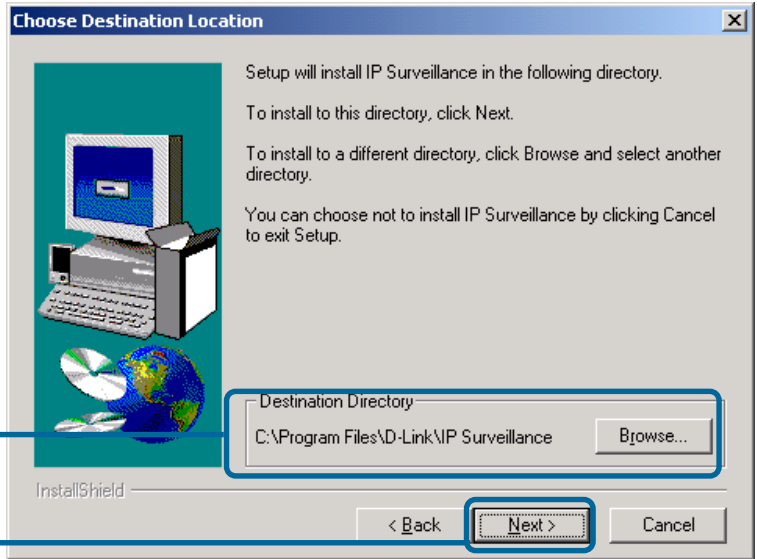 Choose Destination Location
Setup will install IP Surveillance in the following directory.
To install to this directory, click Next.
To install to a different directory, click Browse and select another
directory.
You can choose not to install IP Surveillance by clicking Cancel
to exit Setup.
Destination Directory
C:\Program Files\D-Link\IP Surveillance
Browse...
InstallShield
< Back
Next >
Cancel